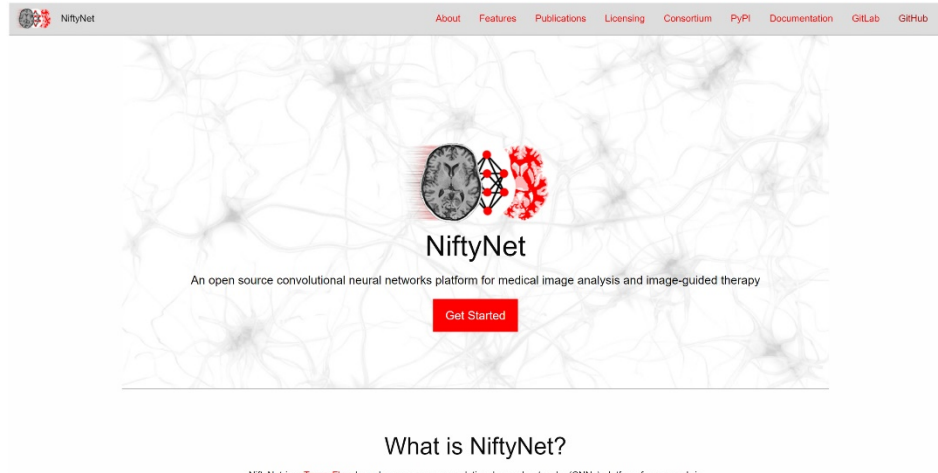 NiftyNet About Features Publications Licensing Consortium PyPI Documentation GitLab GitHub
NiftyNet
An open source convolutional neural networks platform for medical image analysis and image-guided therapy
Get Started
What is NiftyNet?